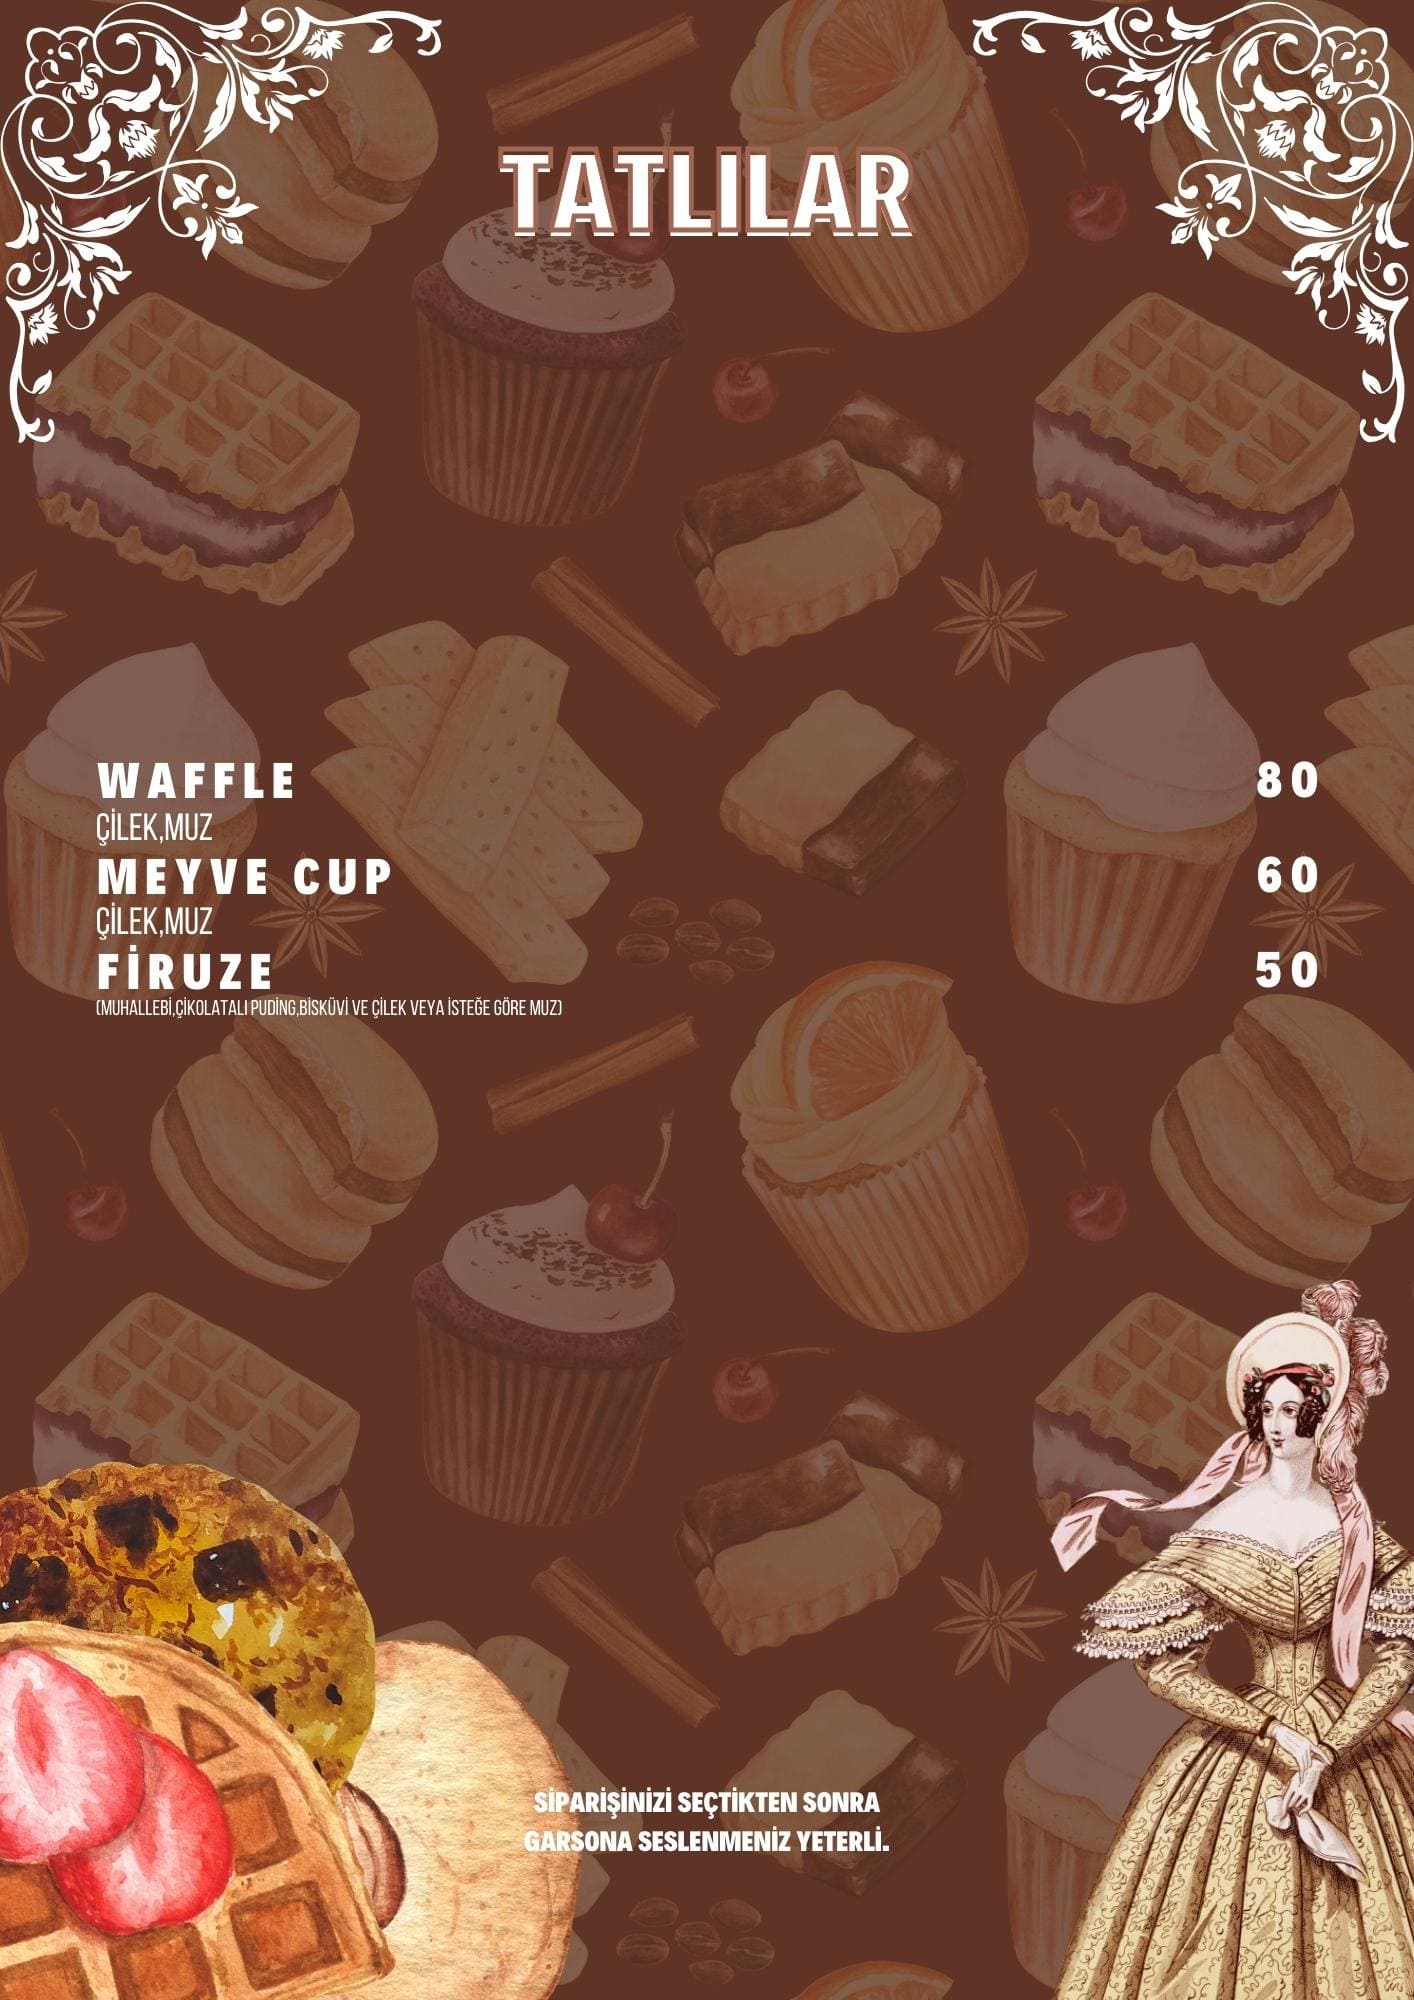 TATLILAR
WAFFLE 80
ÇİLEK,MUZ
MEYVE CUP 60
ÇİLEK,MUZ
FİRUZE 50
(MUHALLEBİ,ÇİKOLATALI PUDİNG,BİSKÜVİ VE ÇİLEK VEYA İSTEĞE GÖRE MUZ)
SİPARİŞİNİZİ SEÇTİKTEN SONRA
GARSONA SESLENMENİZ YETERLİ.